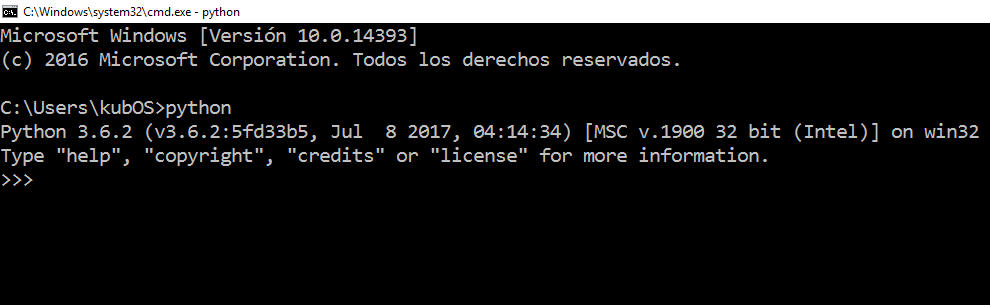 C:\Windows\system32\cmd.exe - python
Microsoft Windows [Versión 10.0.14393]
(c) 2016 Microsoft Corporation. Todos los derechos reservados.
C:\Users\kubOS>python
Python 3.6.2 (v3.6.2:5fd33b5, Jul  8 2017, 04:14:34) [MSC v.1900 32 bit (Intel)] on win32
Type "help", "copyright", "credits" or "license" for more information.
>>>